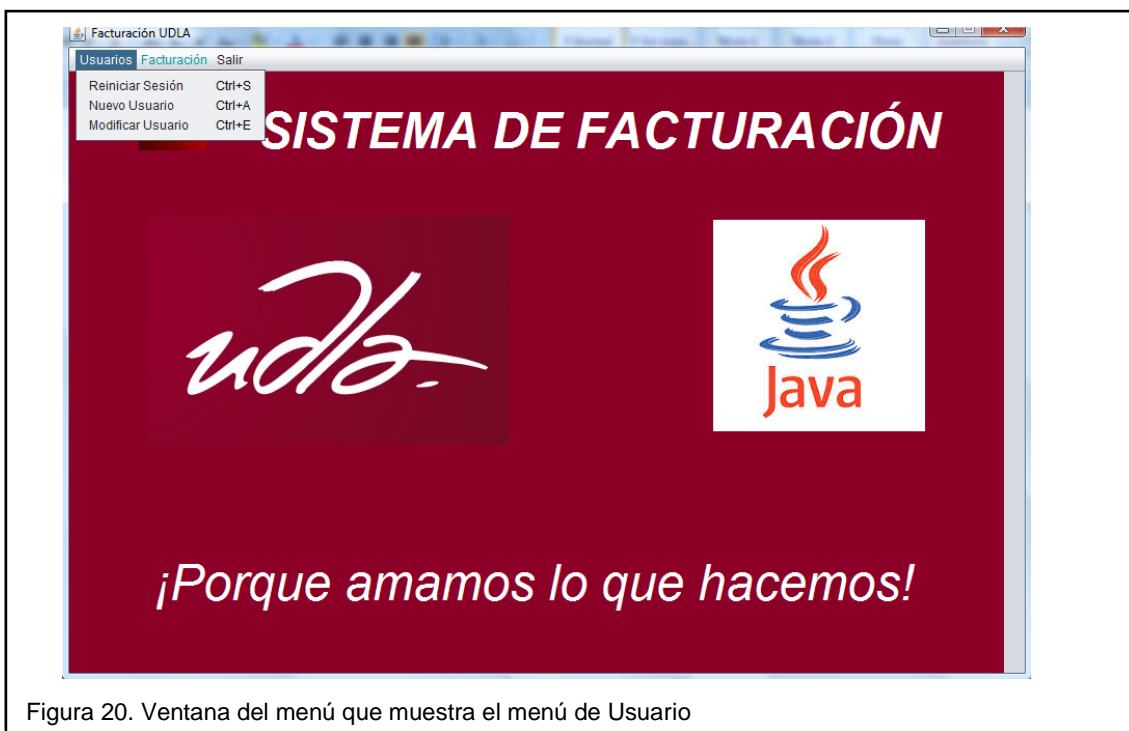 Facturación UDLA
Usuarios Facturación Salir
Reiniciar Sesión Ctrl+S
Nuevo Usuario Ctrl+A
Modificar Usuario Ctrl+E
SISTEMA DE FACTURACIÓN
udla-
Java
¡Porque amamos lo que hacemos!
Figura 20. Ventana del menú que muestra el menú de Usuario